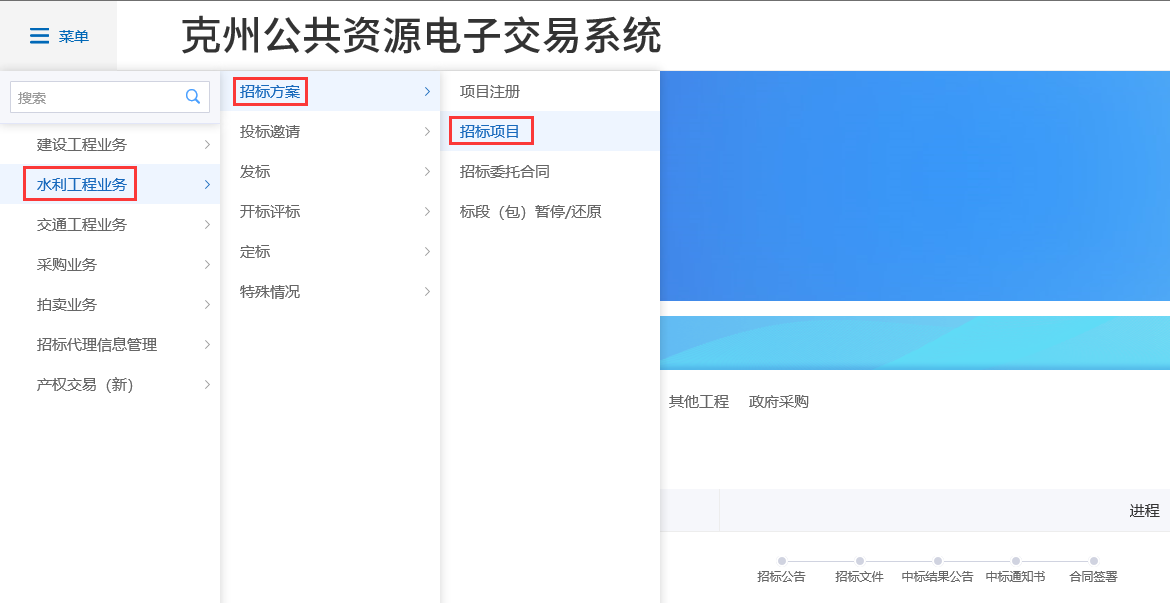 菜单
克州公共资源电子交易系统
搜索
建设工程业务
水利工程业务
交通工程业务
采购业务
拍卖业务
招标代理信息管理
产权交易（新）
招标方案
投标邀请
发标
开标评标
定标
特殊情况
项目注册
招标项目
招标委托合同
标段（包）暂停/还原
其他工程 政府采购
进程
招标公告 招标文件 中标结果公告 中标通知书 合同签署